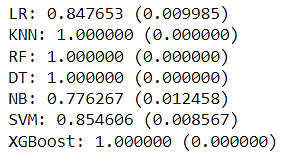 LR: 0.847653 (0.009985)
KNN: 1.000000 (0.000000)
RF: 1.000000 (0.000000)
DT: 1.000000 (0.000000)
NB: 0.776267 (0.012458)
SVM: 0.854606 (0.008567)
XGBoost: 1.000000 (0.000000)